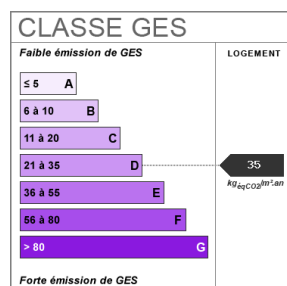 CLASSE GES
Faible émission de GES
LOGEMENT
≤ 5 A
6 à 10 B
11 à 20 C
21 à 35 D
35
kgéqCO2/m².an
36 à 55 E
56 à 80 F
> 80 G
Forte émission de GES